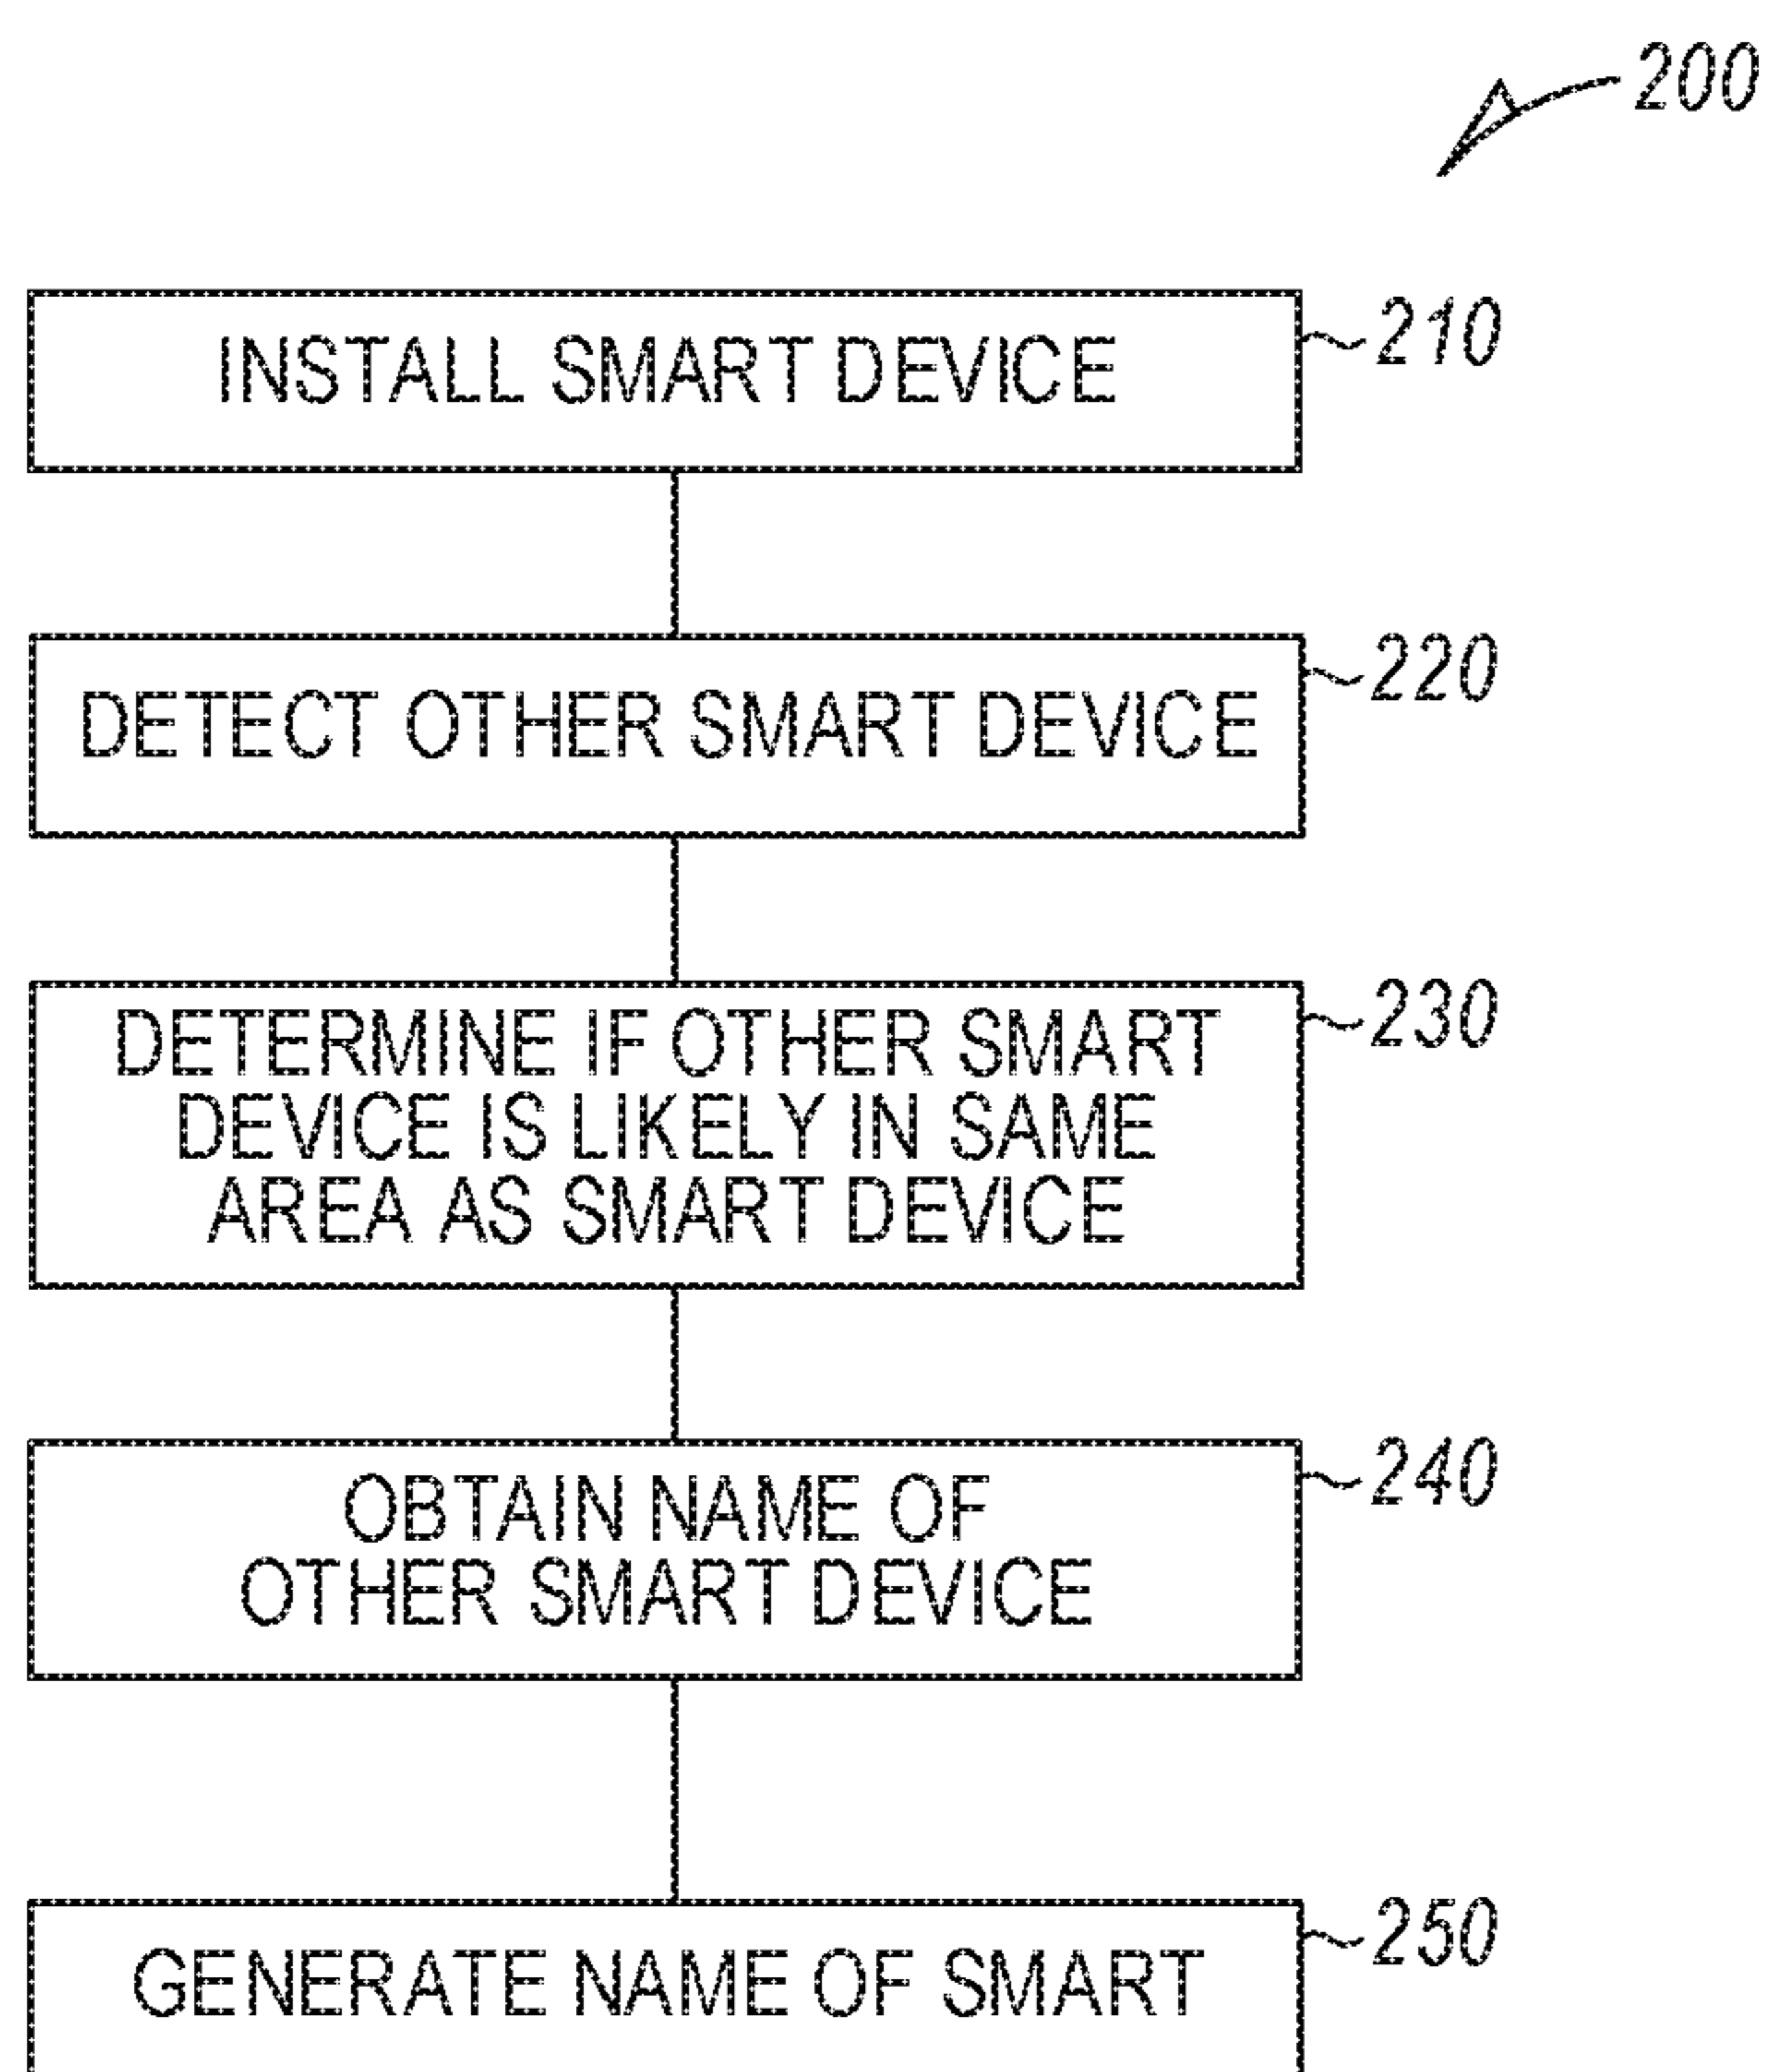 200
INSTALL SMART DEVICE
210
DETECT OTHER SMART DEVICE
220
DETERMINE IF OTHER SMART
DEVICE IS LIKELY IN SAME
AREA AS SMART DEVICE
230
OBTAIN NAME OF
OTHER SMART DEVICE
240
GENERATE NAME OF SMART
250